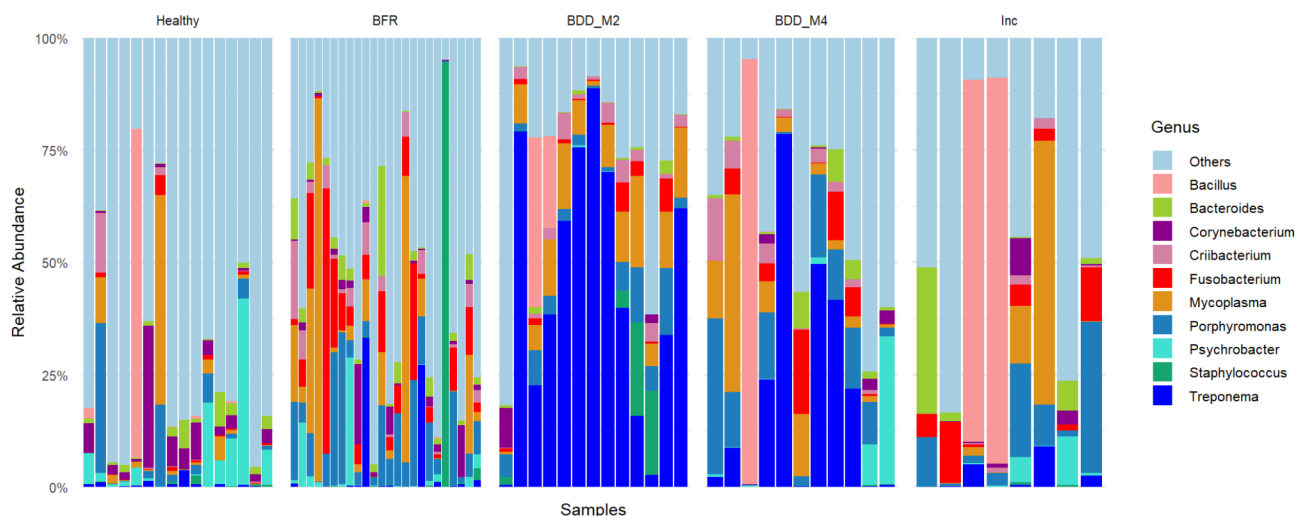 Healthy BFR BDD_M2 BDD_M4 Inc
100%
75%
50%
25%
0%
Relative Abundance
Samples
Genus
Others
Bacillus
Bacteroides
Corynebacterium
Criibacterium
Fusobacterium
Mycoplasma
Porphyromonas
Psychrobacter
Staphylococcus
Treponema